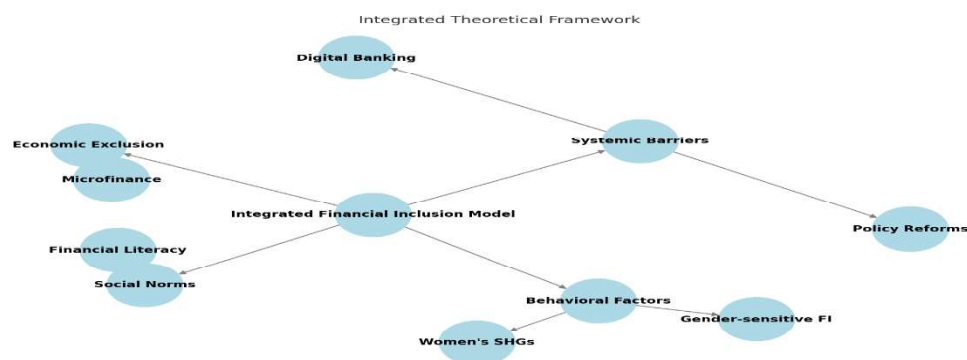 Integrated Theoretical Framework
Digital Banking
Systemic Barriers
Economic Exclusion
Microfinance
Integrated Financial Inclusion Model
Policy Reforms
Financial Literacy
Social Norms
Behavioral Factors
Gender-sensitive FI
Women's SHGs